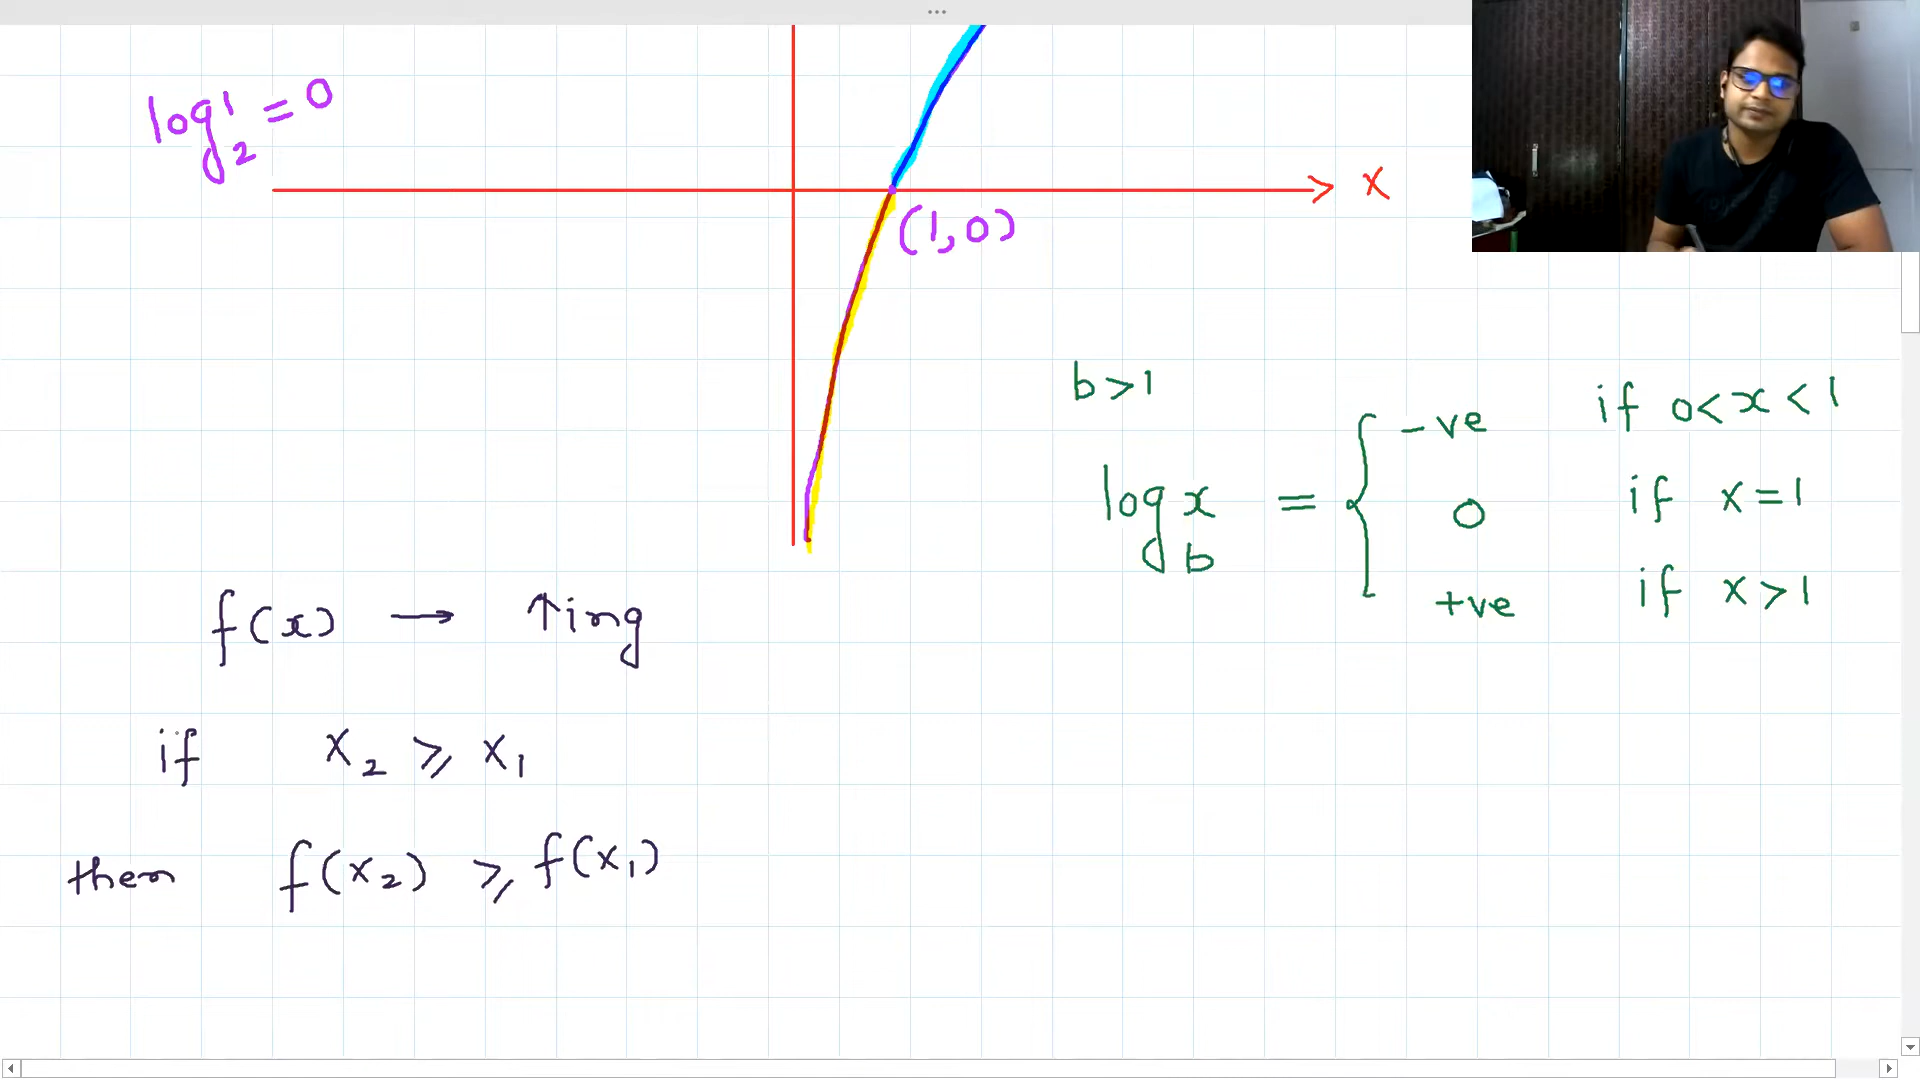 log₂1 = 0
X
(1,0)
b>1
log_b x = { -ve if 0<x<1
0 if x=1
+ve if x>1
f(x) → ↑ing
if x₂ ⩾ x₁
then f(x₂) ⩾ f(x₁)